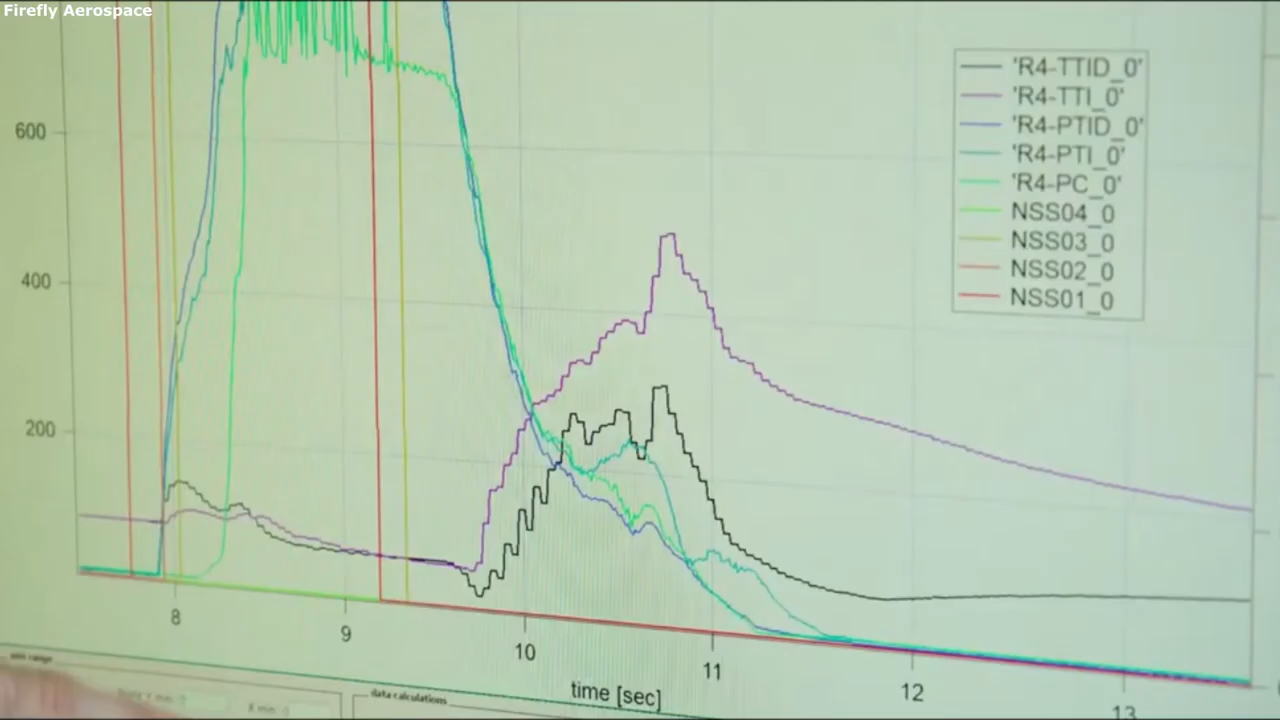 Firefly Aerospace
600
400
200
'R4-TTID_0'
'R4-TTI_0'
'R4-PTID_0'
'R4-PTI_0'
'R4-PC_0'
NSS04_0
NSS03_0
NSS02_0
NSS01_0
8
9
10
11
12
13
time [sec]
data calculations